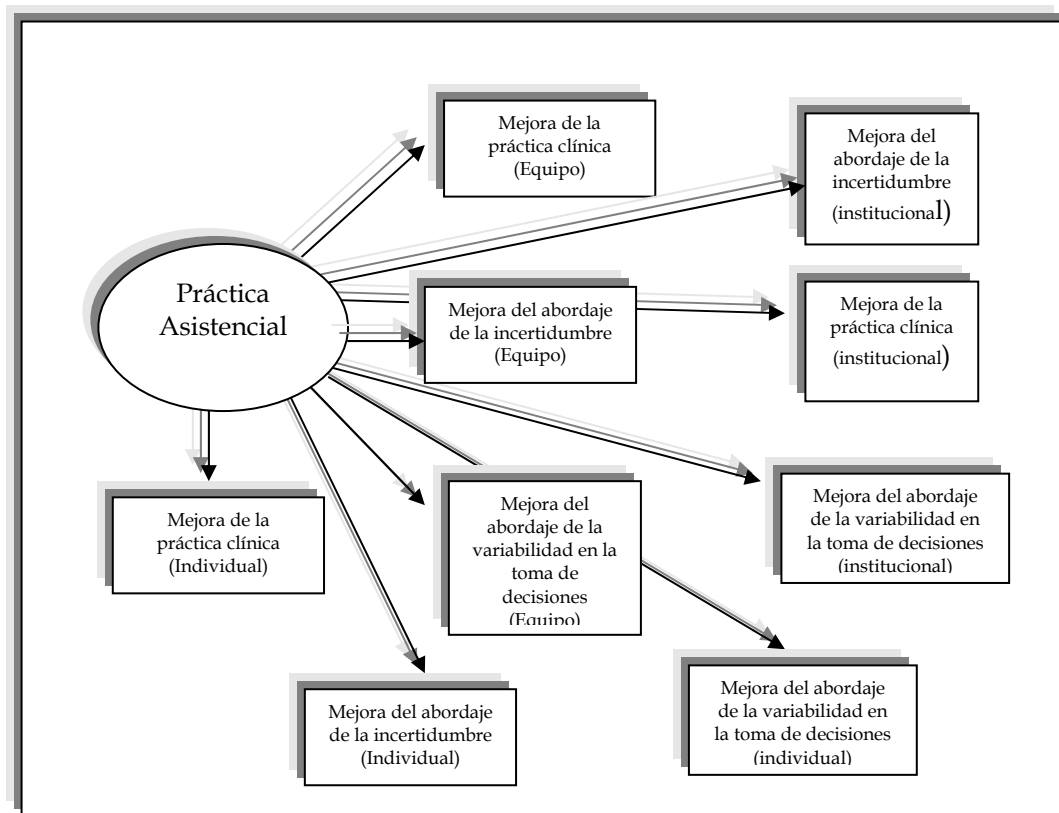 Mejora de la
práctica clínica
(Equipo)
Mejora del
abordaje de la
incertidumbre
(institucional)
Práctica
Asistencial
Mejora del abordaje
de la incertidumbre
(Equipo)
Mejora de la
práctica clínica
(institucional)
Mejora de la
práctica clínica
(Individual)
Mejora del
abordaje de la
variabilidad en la
toma de
decisiones
(Equipo)
Mejora del abordaje
de la variabilidad en
la toma de decisiones
(institucional)
Mejora del abordaje
de la incertidumbre
(Individual)
Mejora del abordaje
de la variabilidad en
la toma de decisiones
(individual)